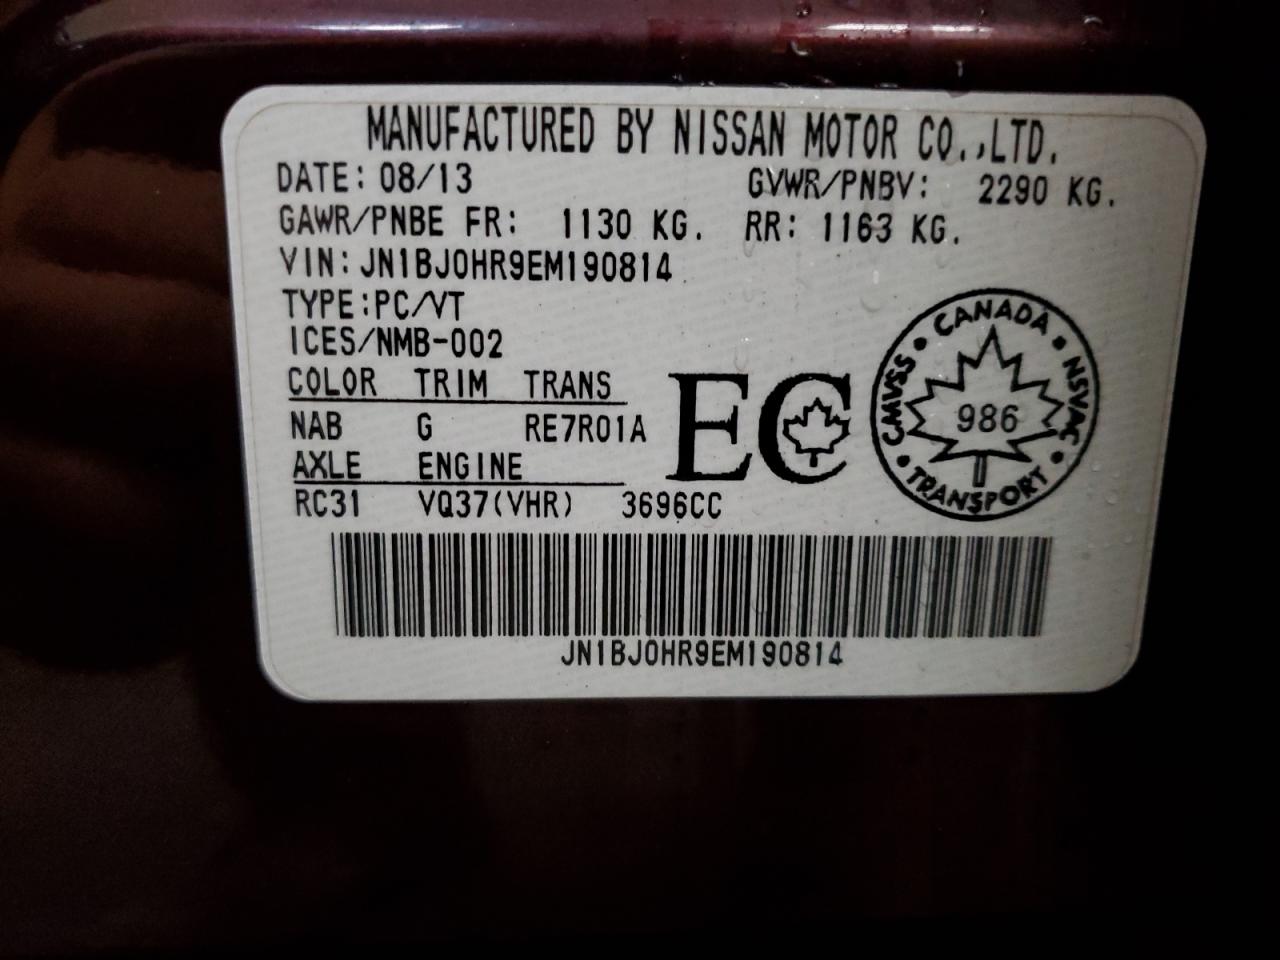 MANUFACTURED BY NISSAN MOTOR CO.,LTD.
DATE: 08/13 GVWR/PNBV: 2290 KG.
GAWR/PNBE FR: 1130 KG. RR: 1163 KG.
VIN: JN1BJ0HR9EM190814
TYPE:PC/VT
ICES/NMB-002
COLOR TRIM TRANS
NAB G RE7R01A
AXLE ENGINE
RC31 VQ37(VHR) 3696CC
EC
CANADA
CMVSS
NSVAC
986
TRANSPORT
JN1BJ0HR9EM190814